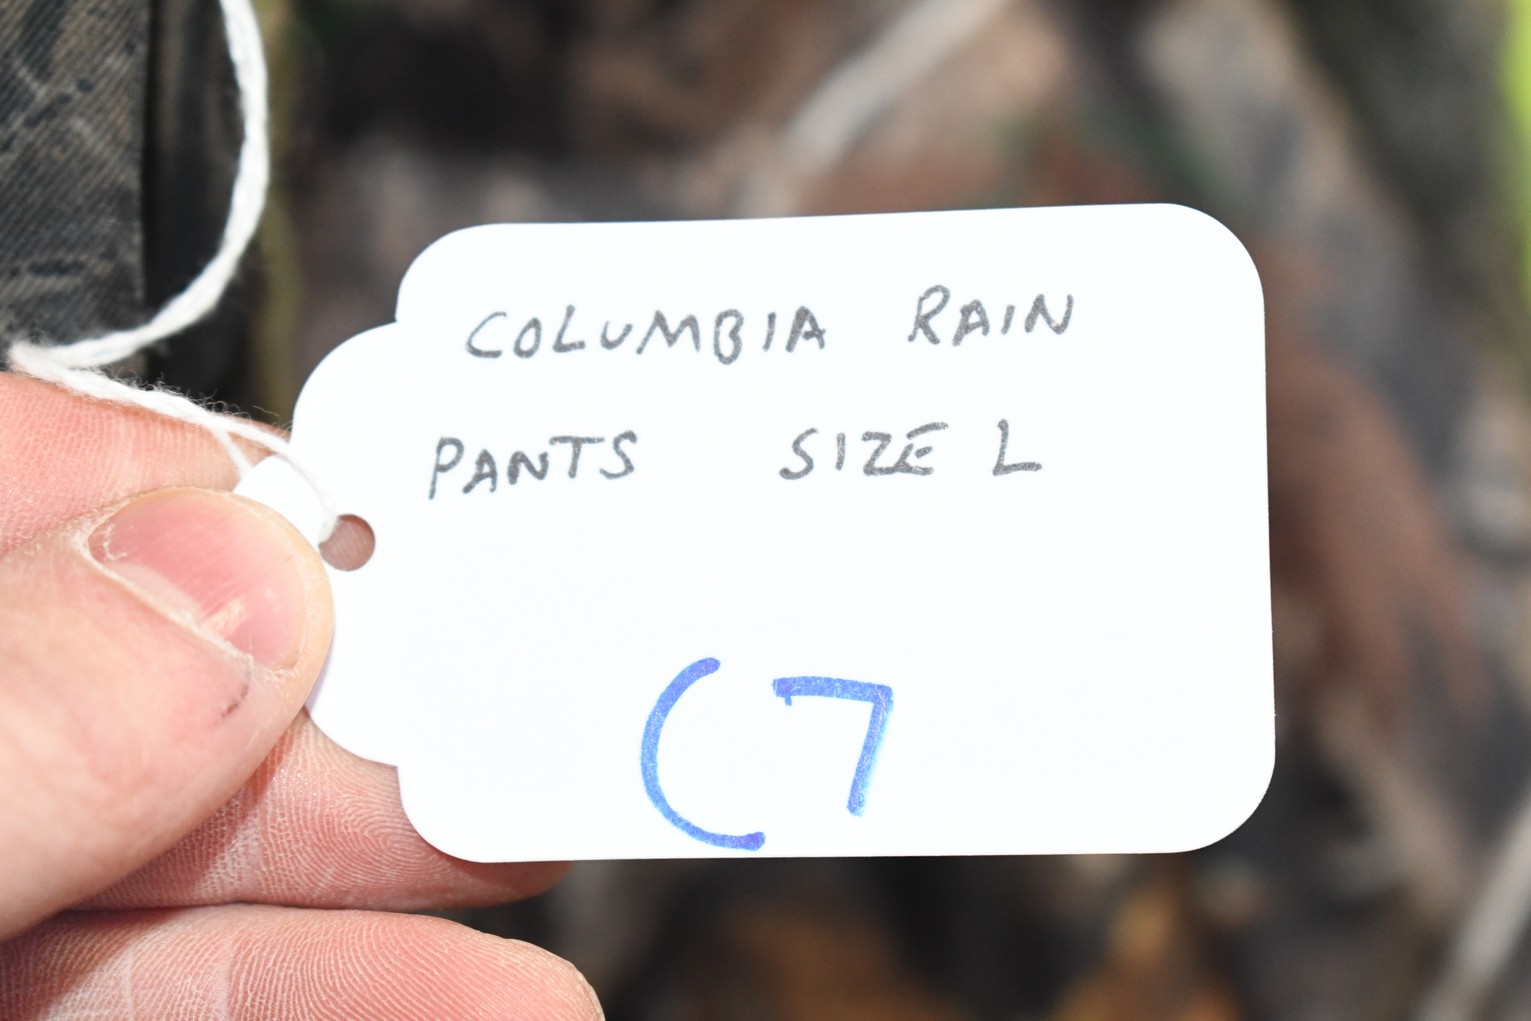 COLUMBIA RAIN
PANTS SIZE L
C7